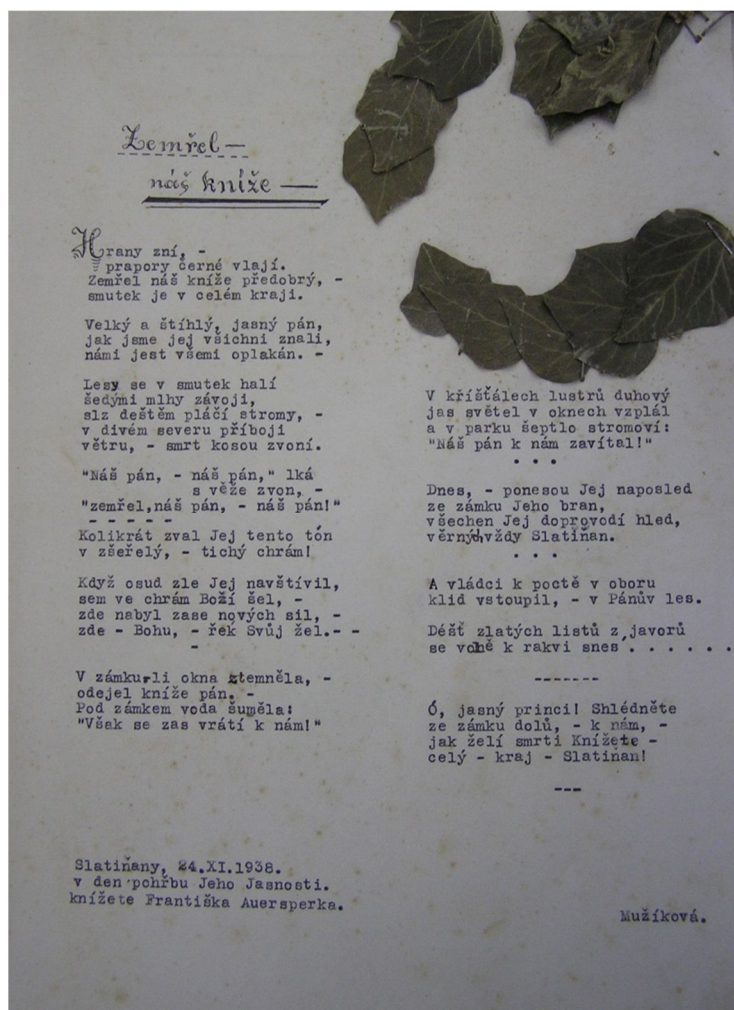 Zemřel —
náš kníže —
Hrany zní, -
prapory černé vlají.
Zemřel náš kníže předobrý, -
smutek je v celém kraji.
Velký a štíhlý, jasný pán,
jak jsme jej všichni znali,
námi jest všemi oplakán. -
Lesy se v smutek halí
šedými mlhy závoji,
slz deštěm pláčí stromy, -
v divém severu příboji
větru, - smrt kosou zvoní.
"Náš pán, - náš pán," lká
s věže zvon, -
"zemřel,náš pán, - náš pán!"
- - - - -
Kolikrát zval Jej tento tón
v zšeřelý, - tichý chrám!
Když osud zle Jej navštívil,
sem ve chrám Boží šel, -
zde nabyl zase nových sil, -
zde - Bohu, - řek Svůj žel.- -
-
V zámku-li okna ztemněla, -
odejel kníže pán. -
Pod zámkem voda šuměla:
"Však se zas vrátí k nám!"
V kříšťálech lustrů duhový
jas světel v oknech vzplál
a v parku šeptlo stromoví:
"Náš pán k nám zavítal!"
. . .
Dnes, - ponesou Jej naposled
ze zámku Jeho bran,
všechen Jej doprovodí hled,
věrných,vždy Slatiňan.
. . .
A vládci k poctě v oboru
klid vstoupil, - v Pánův les.
Déšť zlatých listů z javorů
se v k rakvi snes . . . . . . .
-------
Ó, jasný princi! Shlédněte
ze zámku dolů, - k nám, -
jak želí smrti Knížete -
celý - kraj - Slatiňan!
---
Slatiňany, 24.XI.1938.
v den pohřbu Jeho Jasnosti.
knížete Františka Auersperka.
Mužíková.